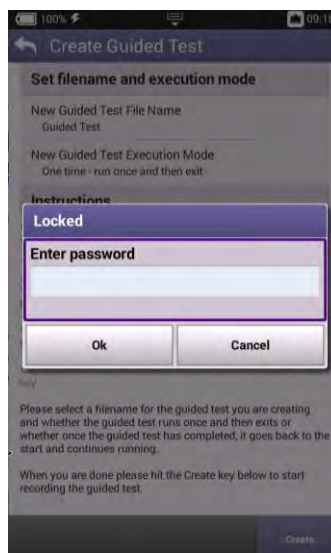 100%
09:18
Create Guided Test
Set filename and execution mode
New Guided Test File Name
Guided Test
New Guided Test Execution Mode
One time - run once and then exit
Instructions
Locked
Enter password
Ok
Cancel
key
Please select a filename for the guided test you are creating
and whether the guided test runs once and then exits or
whether once the guided test has completed, it goes back to the
start and continues running.
When you are done please hit the Create key below to start
recording the guided test.
Create